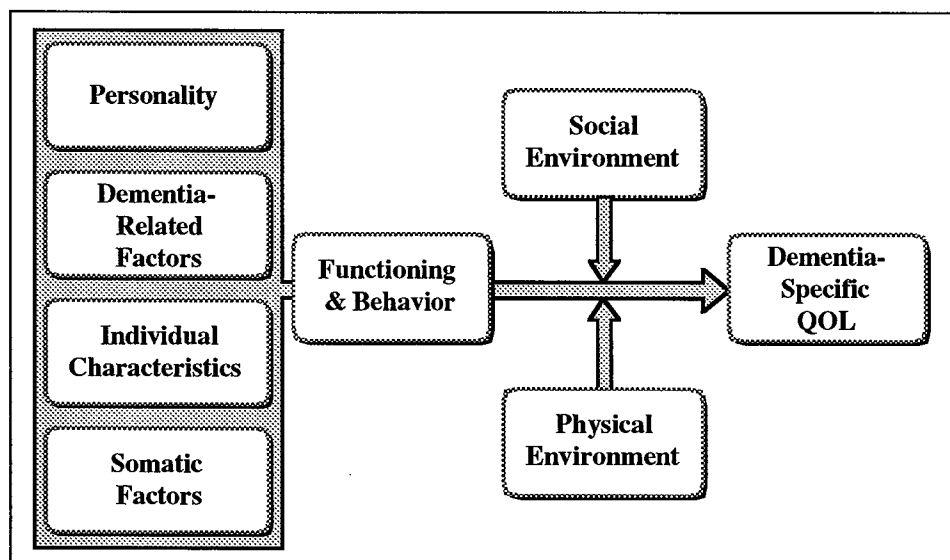 Personality
Dementia-
Related
Factors
Individual
Characteristics
Somatic
Factors
Functioning
& Behavior
Social
Environment
Physical
Environment
Dementia-
Specific
QOL